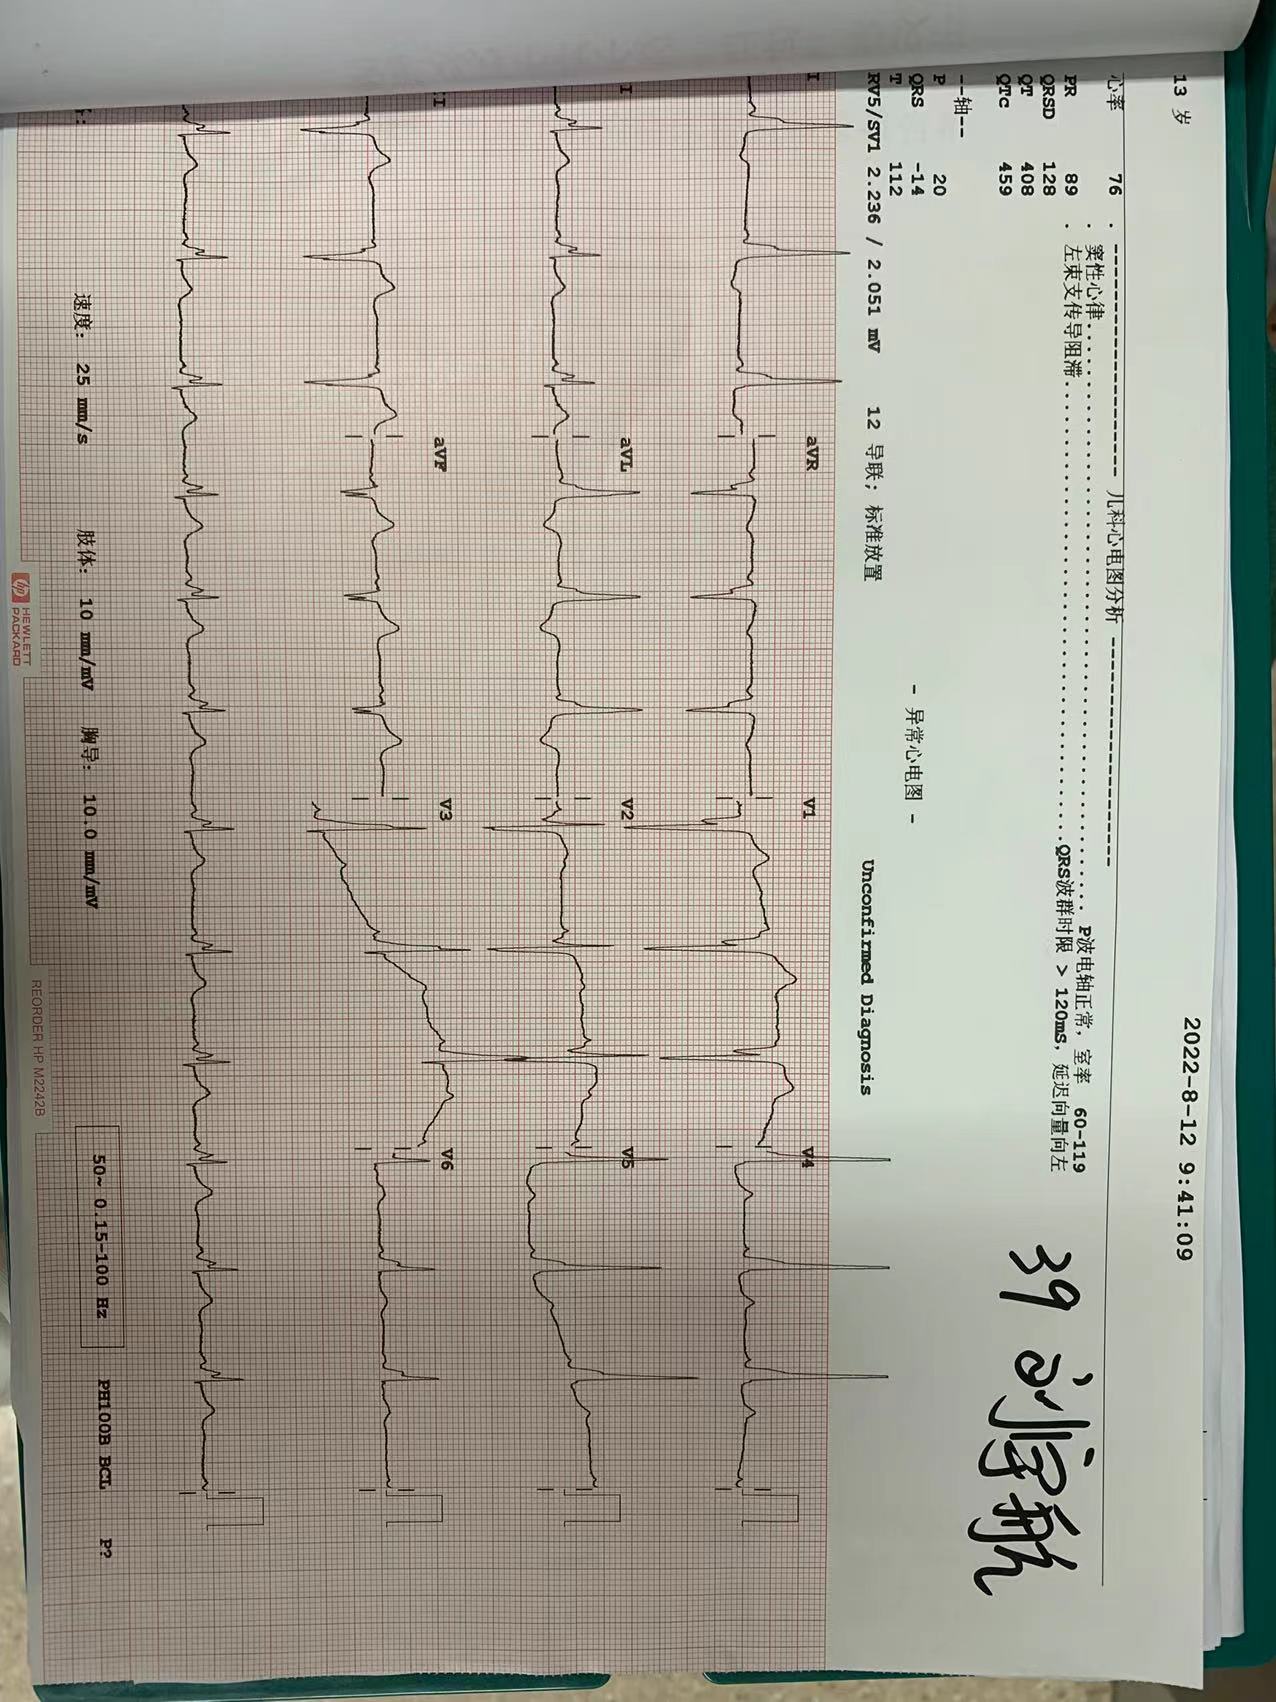 13 岁
2022-8-12 9:41:09
心率 76
PR 89
QRSD 128
QT 408
QTc 459
--轴--
P 20
QRS -14
T 112
RV5/SV1 2.236 / 2.051 mV
儿科心电图分析
. 窦性心律........ P波电轴正常, 室率 60-119
. 左束支传导阻滞........ QRS波群时限 > 120mS, 延迟向量向左
- 异常心电图 -
12 导联; 标准放置
Unconfirmed Diagnosis
39
I aVR V1 V4
I aVL V2 V5
II aVF V3 V6
速度: 25 mm/s 肢体: 10 mm/mV 胸导: 10.0 mm/mV
50~ 0.15-100 Hz
PH100B BCL P?
hp HEWLETT
PACKARD
REORDER HP M2242B